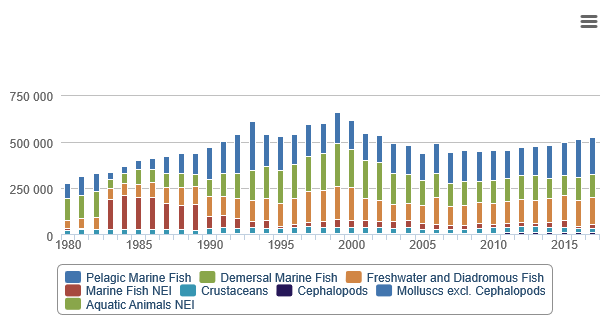 750 000
500 000
250 000
0
1980 1985 1990 1995 2000 2005 2010 2015
Pelagic Marine Fish Demersal Marine Fish Freshwater and Diadromous Fish
Marine Fish NEI Crustaceans Cephalopods Molluscs excl. Cephalopods
Aquatic Animals NEI